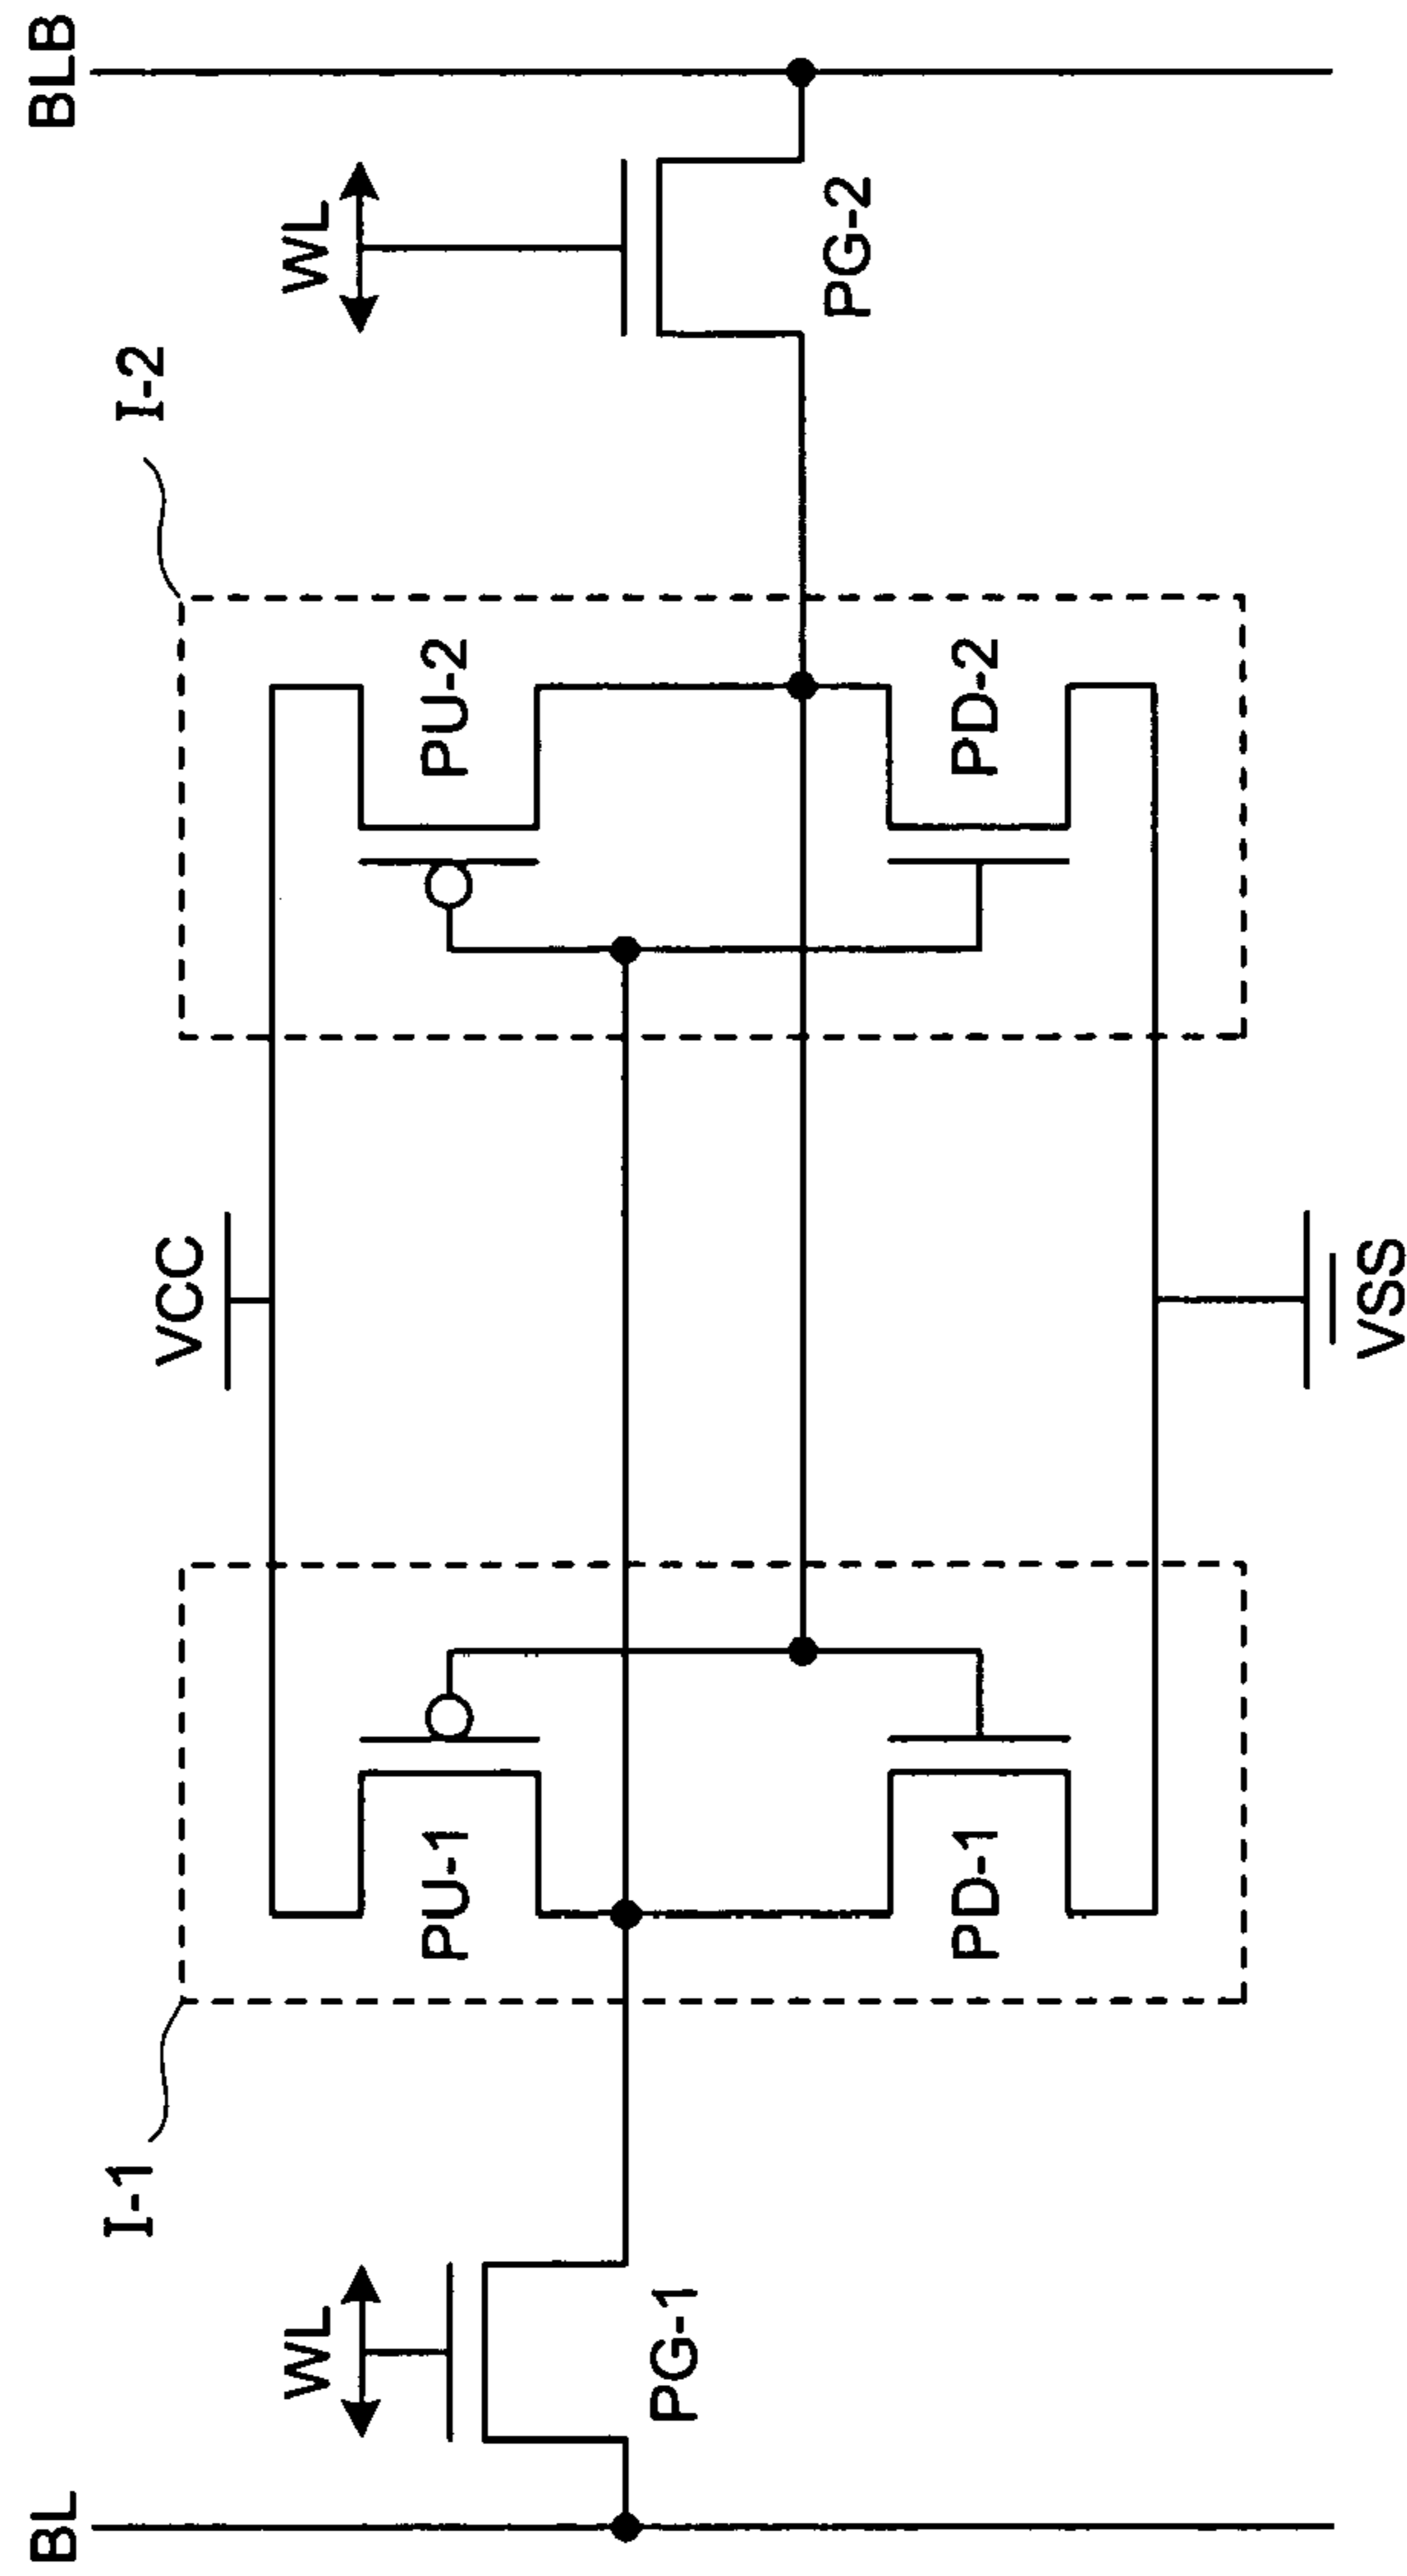 BL
BLB
WL
WL
I-1
I-2
VCC
PU-1
PU-2
PG-1
PG-2
PD-1
PD-2
VSS